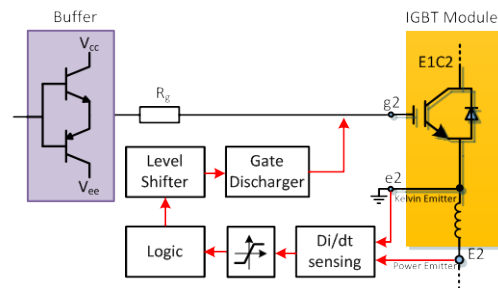 Buffer
IGBT Module
Vcc
E1C2
Rg
g2
Vee
Level
Shifter
Gate
Discharger
e2
Kelvin Emitter
Logic
Di/dt
sensing
E2
Power Emitter